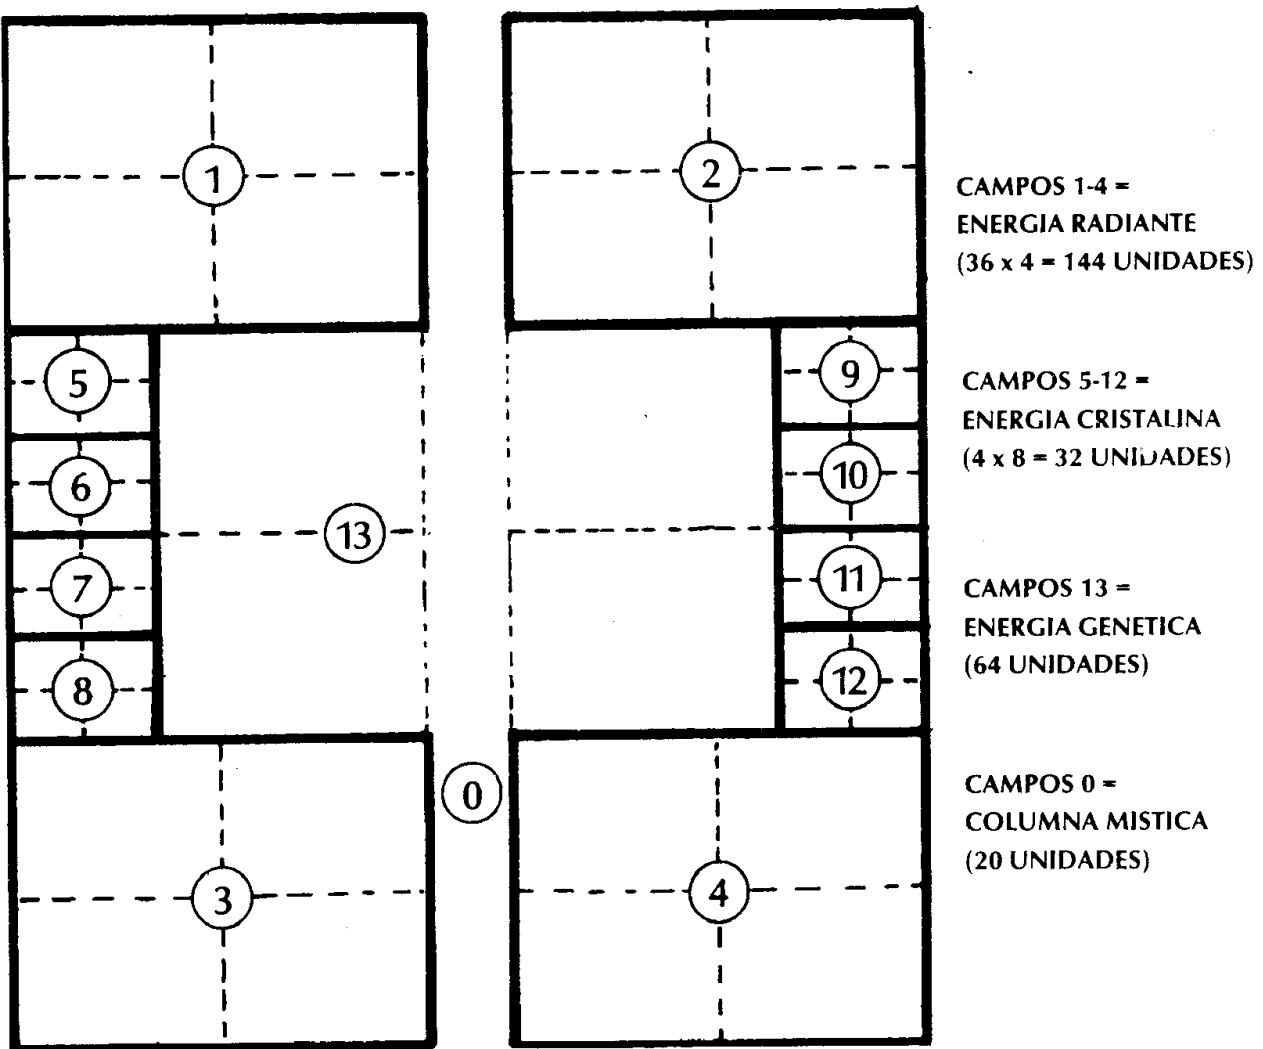 1
2
CAMPOS 1-4 =
ENERGIA RADIANTE
(36 x 4 = 144 UNIDADES)
5
9
CAMPOS 5-12 =
ENERGIA CRISTALINA
(4 x 8 = 32 UNIDADES)
6
10
13
7
11
CAMPOS 13 =
ENERGIA GENETICA
(64 UNIDADES)
8
12
0
CAMPOS 0 =
COLUMNA MISTICA
(20 UNIDADES)
3
4